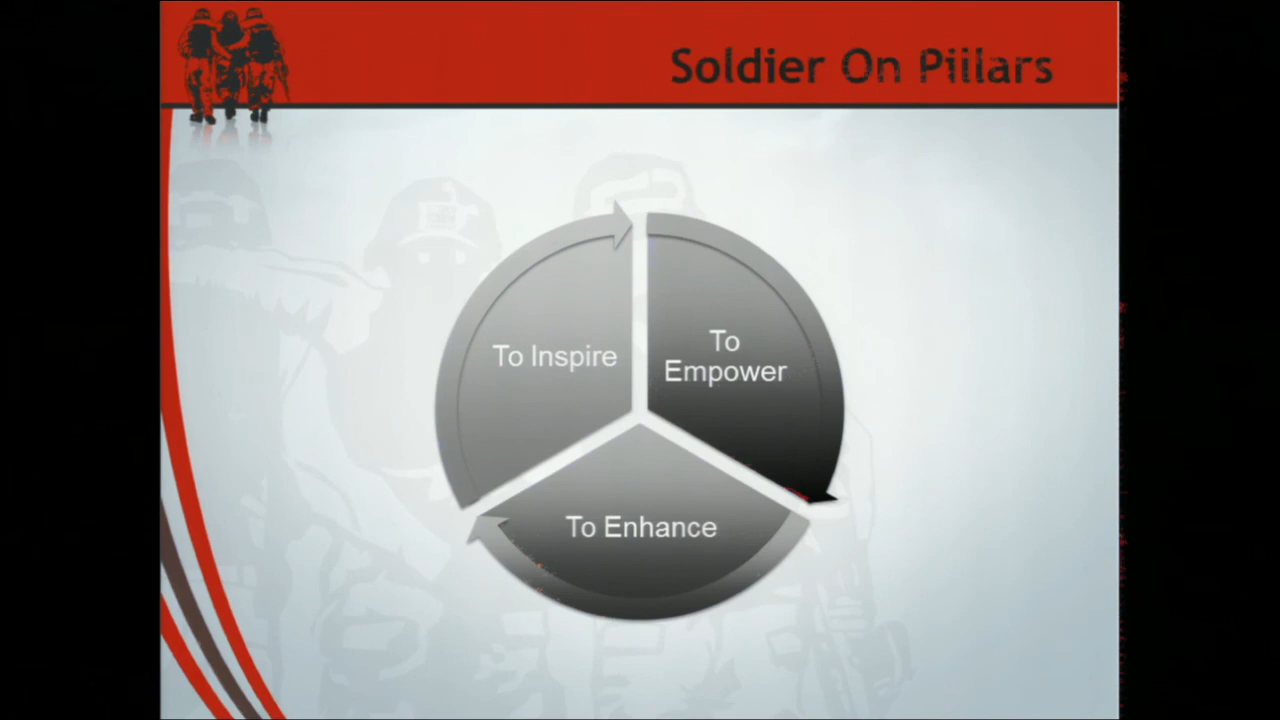 Soldier On Pillars
To Inspire
To
Empower
To Enhance